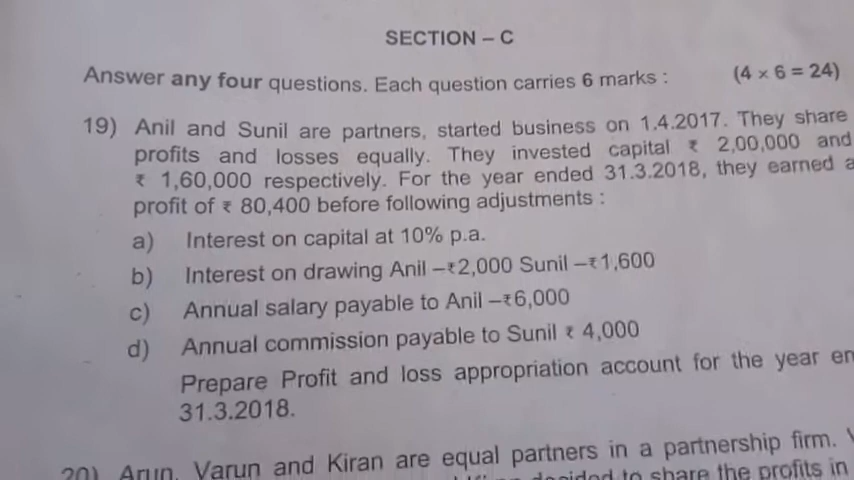 SECTION – C
Answer any four questions. Each question carries 6 marks : (4 × 6 = 24)
19) Anil and Sunil are partners, started business on 1.4.2017. They share
profits and losses equally. They invested capital ₹ 2,00,000 and
₹ 1,60,000 respectively. For the year ended 31.3.2018, they earned a
profit of ₹ 80,400 before following adjustments :
a) Interest on capital at 10% p.a.
b) Interest on drawing Anil –₹2,000 Sunil –₹1,600
c) Annual salary payable to Anil –₹6,000
d) Annual commission payable to Sunil ₹ 4,000
Prepare Profit and loss appropriation account for the year en
31.3.2018.
20) Arun, Varun and Kiran are equal partners in a partnership firm.
decided to share the profits in